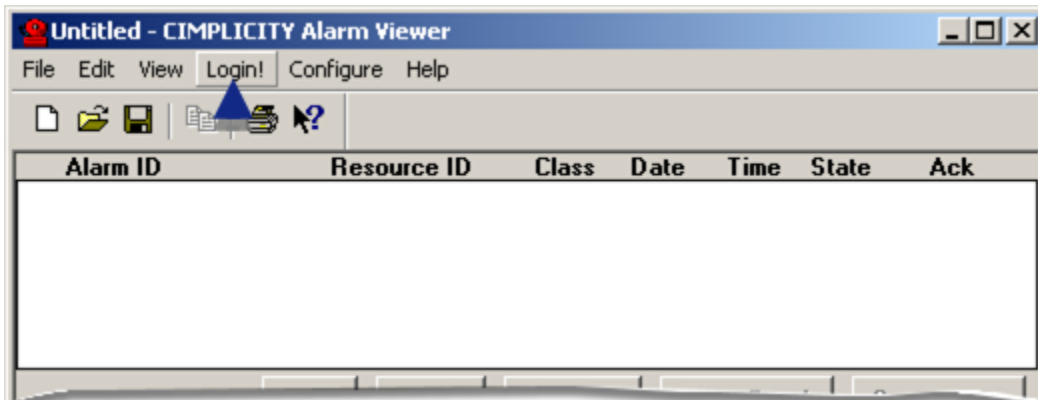 Untitled - CIMPLICITY Alarm Viewer
File Edit View Login! Configure Help
Alarm ID Resource ID Class Date Time State Ack